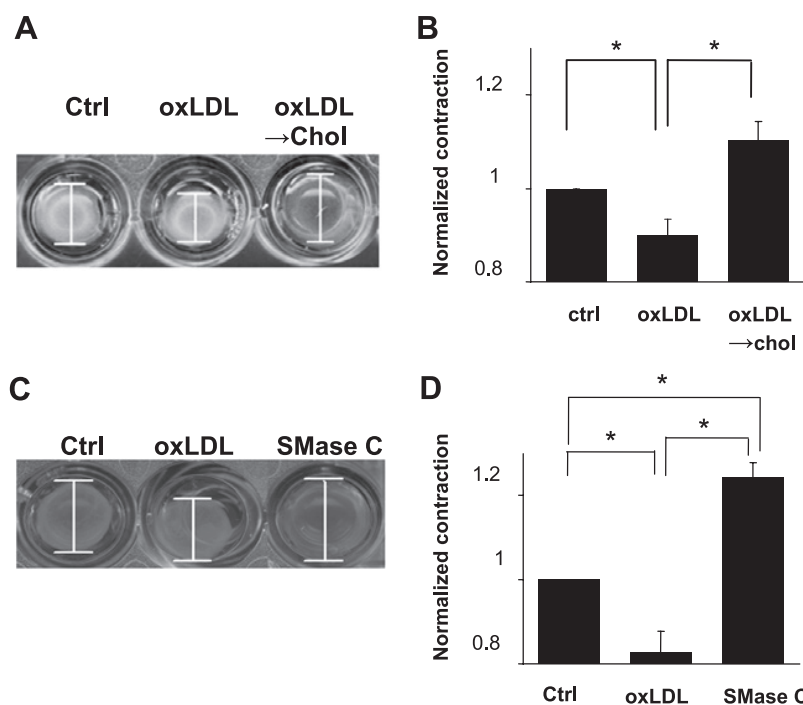 A
Ctrl oxLDL oxLDL
→Chol
B
Normalized contraction
* *
1.2
1
0.8
ctrl oxLDL oxLDL
→chol
C
Ctrl oxLDL SMase C
D
Normalized contraction
*
* *
1.2
1
0.8
Ctrl oxLDL SMase C